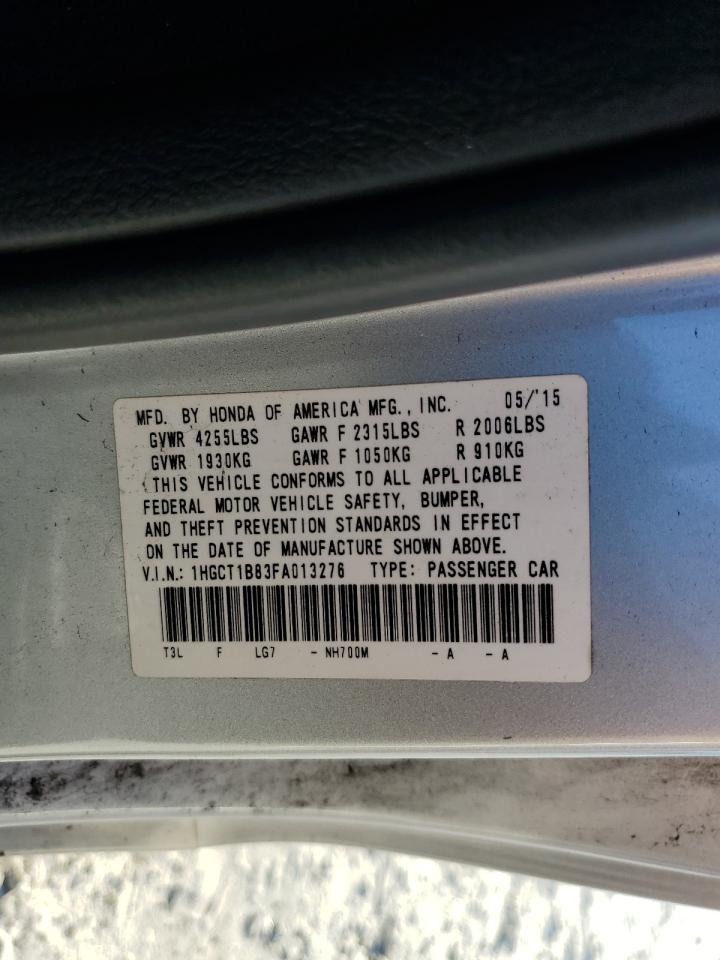 MFD. BY HONDA OF AMERICA MFG., INC. 05/'15
GVWR 4255LBS GAWR F 2315LBS R 2006LBS
GVWR 1930KG GAWR F 1050KG R 910KG
THIS VEHICLE CONFORMS TO ALL APPLICABLE
FEDERAL MOTOR VEHICLE SAFETY, BUMPER,
AND THEFT PREVENTION STANDARDS IN EFFECT
ON THE DATE OF MANUFACTURE SHOWN ABOVE.
V.I.N.: 1HGCT1B83FA013276 TYPE: PASSENGER CAR
T3L F LG7 - NH700M - A - A